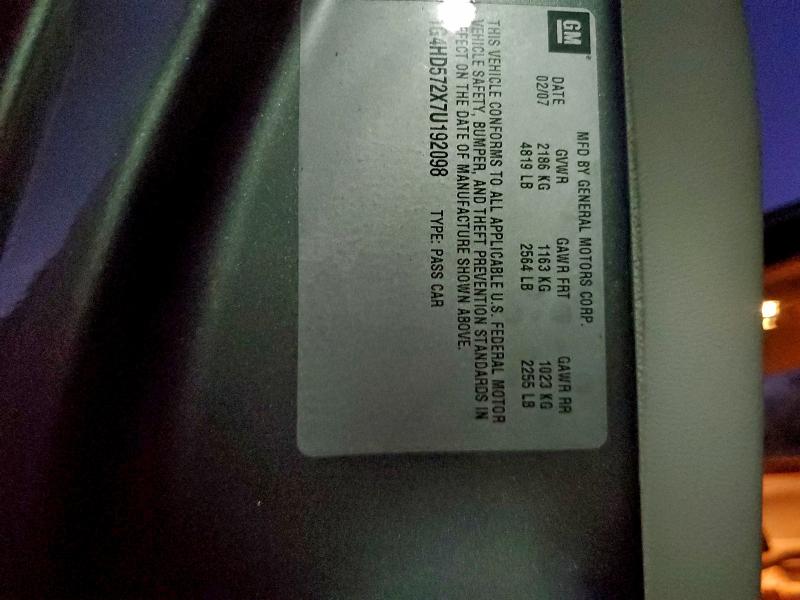 GM
MFD BY GENERAL MOTORS CORP.
DATE GVWR GAWR FRT GAWR RR
02/07 2186 KG 1163 KG 1023 KG
4819 LB 2564 LB 2255 LB
THIS VEHICLE CONFORMS TO ALL APPLICABLE U.S. FEDERAL MOTOR
VEHICLE SAFETY, BUMPER, AND THEFT PREVENTION STANDARDS IN
EFFECT ON THE DATE OF MANUFACTURE SHOWN ABOVE.
1G4HD572X7U192098 TYPE: PASS CAR